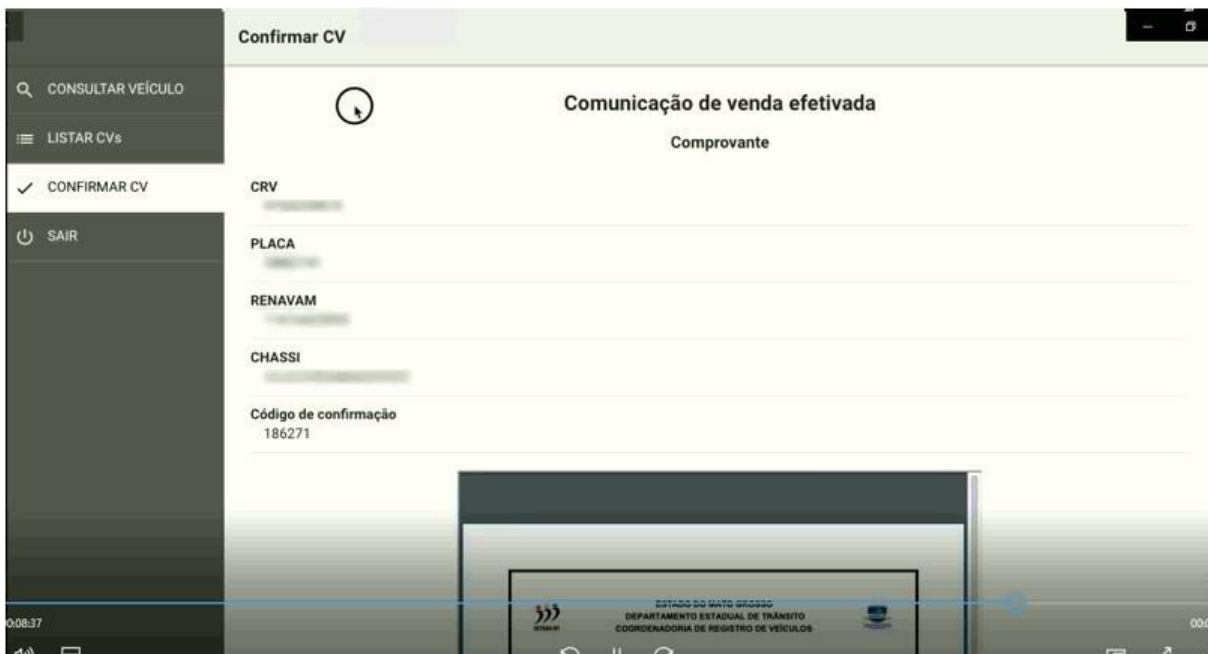 Confirmar CV
CONSULTAR VEÍCULO
LISTAR CVs
CONFIRMAR CV
SAIR
Comunicação de venda efetivada
Comprovante
CRV
PLACA
RENAVAM
CHASSI
Código de confirmação
186271
ESTADO DO MATO GROSSO
DEPARTAMENTO ESTADUAL DE TRÂNSITO
COORDENADORIA DE REGISTRO DE VEÍCULOS
0:08:37